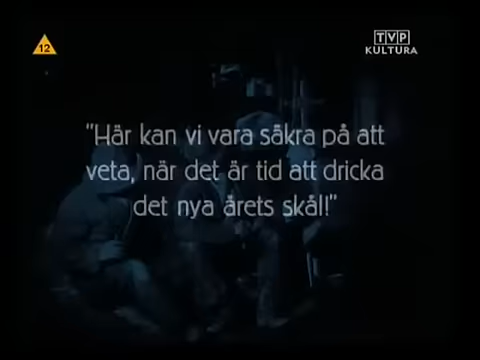 12
TVP
KULTURA
"Här kan vi vara säkra på att
veta, när det är tid att dricka
det nya årets skål!"